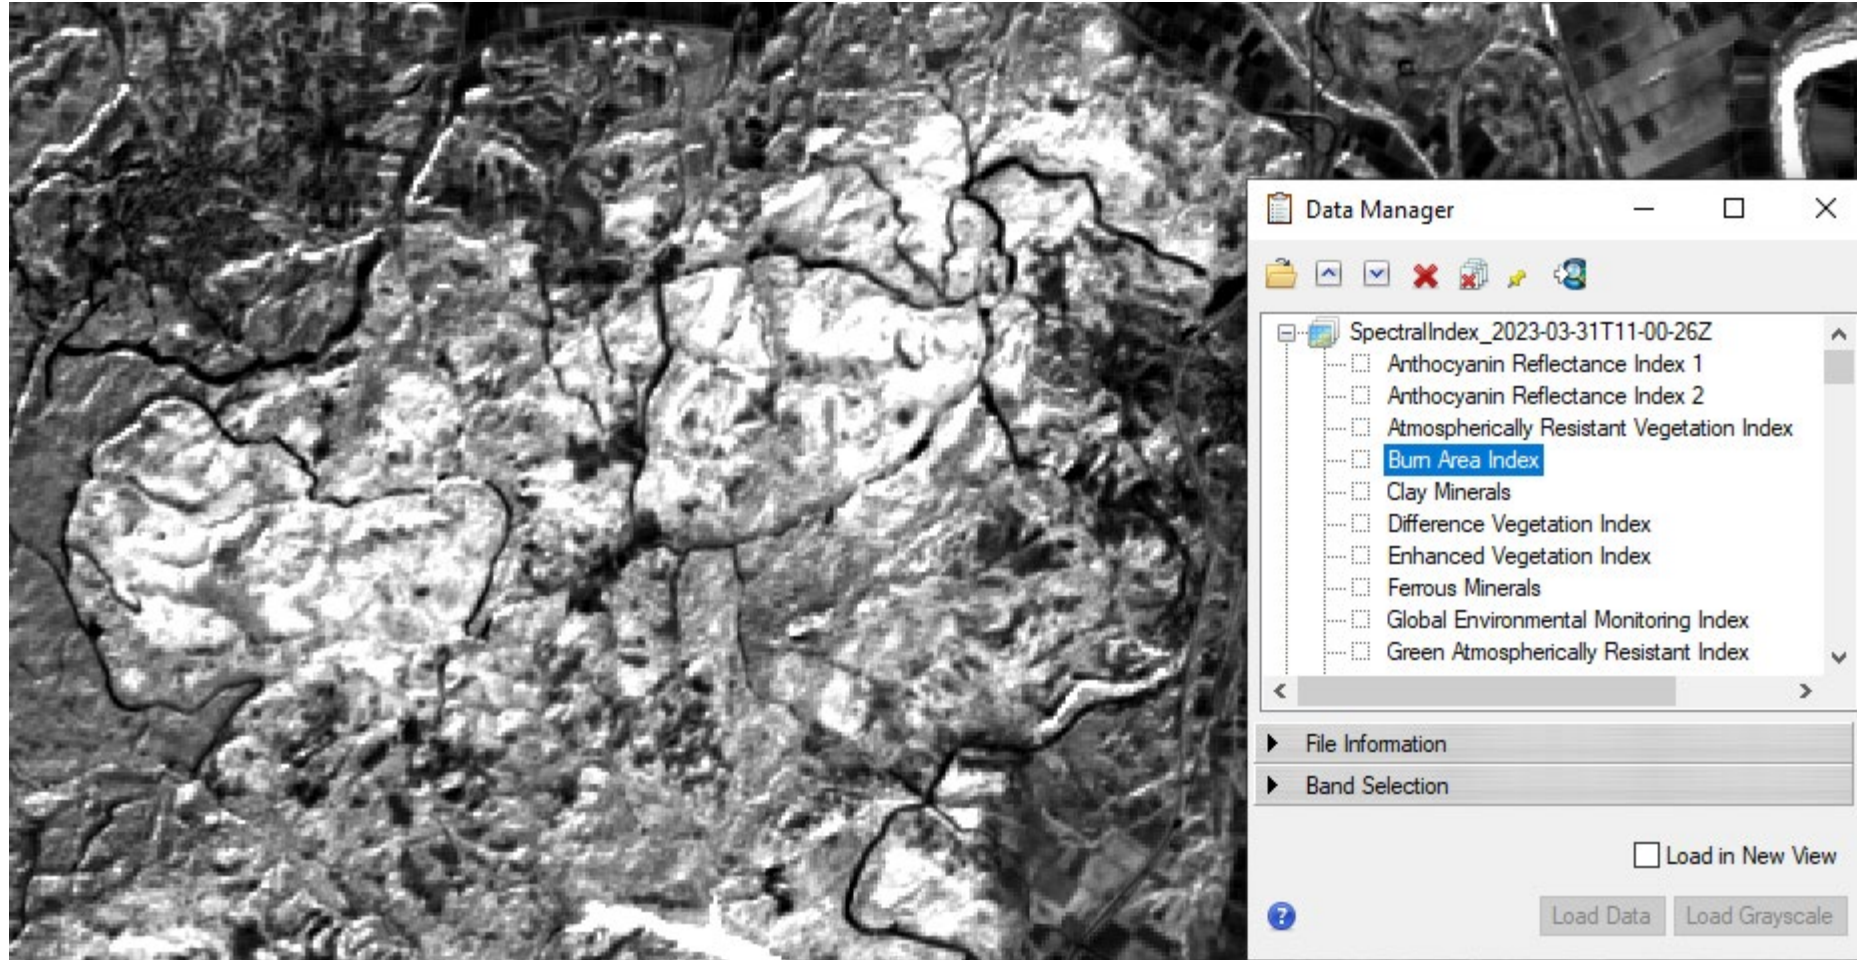 Data Manager
SpectralIndex_2023-03-31T11-00-26Z
Anthocyanin Reflectance Index 1
Anthocyanin Reflectance Index 2
Atmospherically Resistant Vegetation Index
Burn Area Index
Clay Minerals
Difference Vegetation Index
Enhanced Vegetation Index
Ferrous Minerals
Global Environmental Monitoring Index
Green Atmospherically Resistant Index
File Information
Band Selection
Load in New View
?
Load Data
Load Grayscale